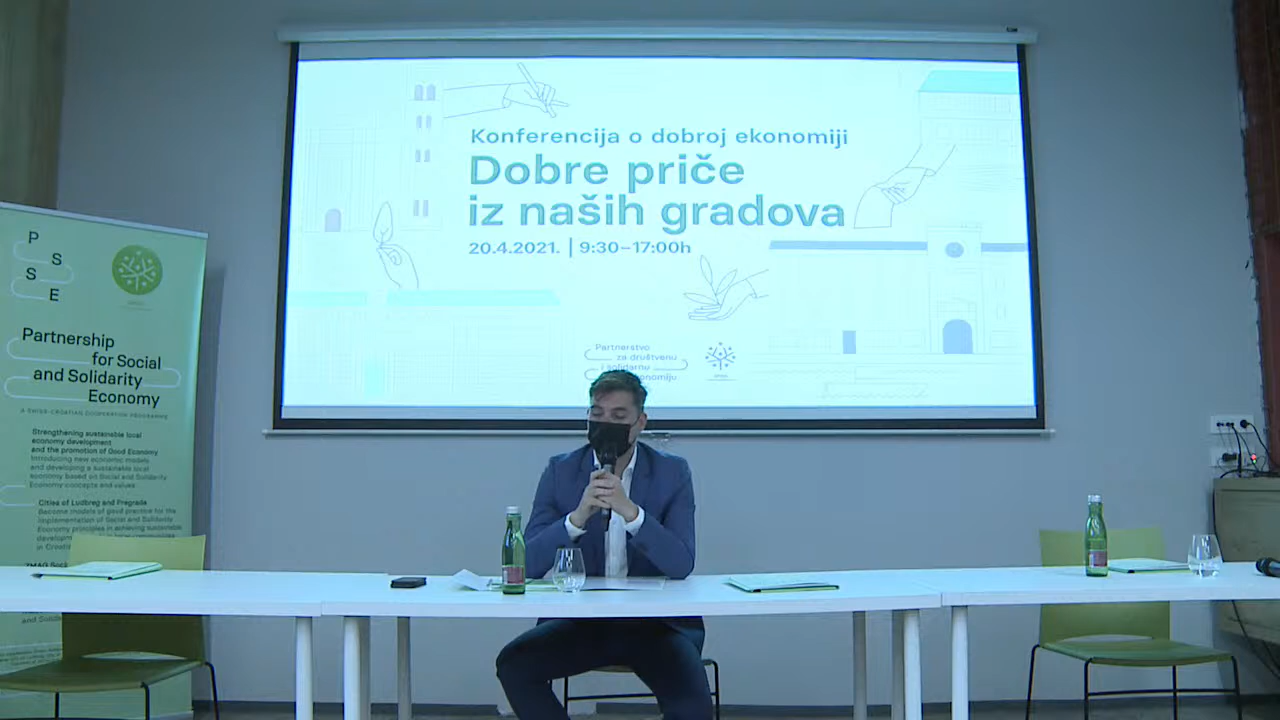 Konferencija o dobroj ekonomiji
Dobre priče
iz naših gradova
20.4.2021. | 9:30–17:00h
Partnerstvo
za društvenu
i solidarnu
P
S
S
E
Partnership
for Social
and Solidarity
Economy
A SWISS-CROATIAN COOPERATION PROGRAMME
Strengthening sustainable local
economy development
and the promotion of Good Economy
Introducing new economic models
and developing a sustainable local
economy based on Social and Solidarity
Economy concepts and values
Cities of Ludbreg and Pregrada
Become models of good practice for the
implementation of Social and Solidarity
Economy principles in achieving sustainable